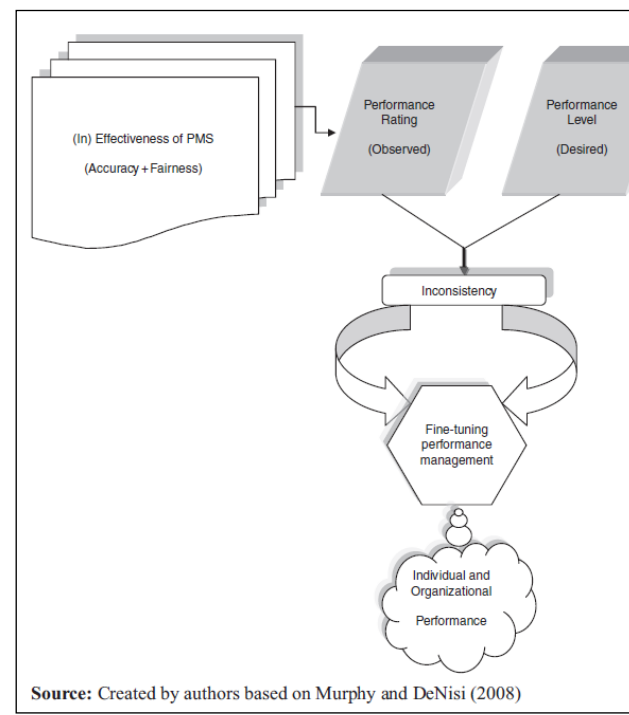 (In) Effectiveness of PMS
(Accuracy + Fairness)
Performance
Rating
(Observed)
Performance
Level
(Desired)
Inconsistency
Fine-tuning
performance
management
Individual and
Organizational
Performance
Source: Created by authors based on Murphy and DeNisi (2008)